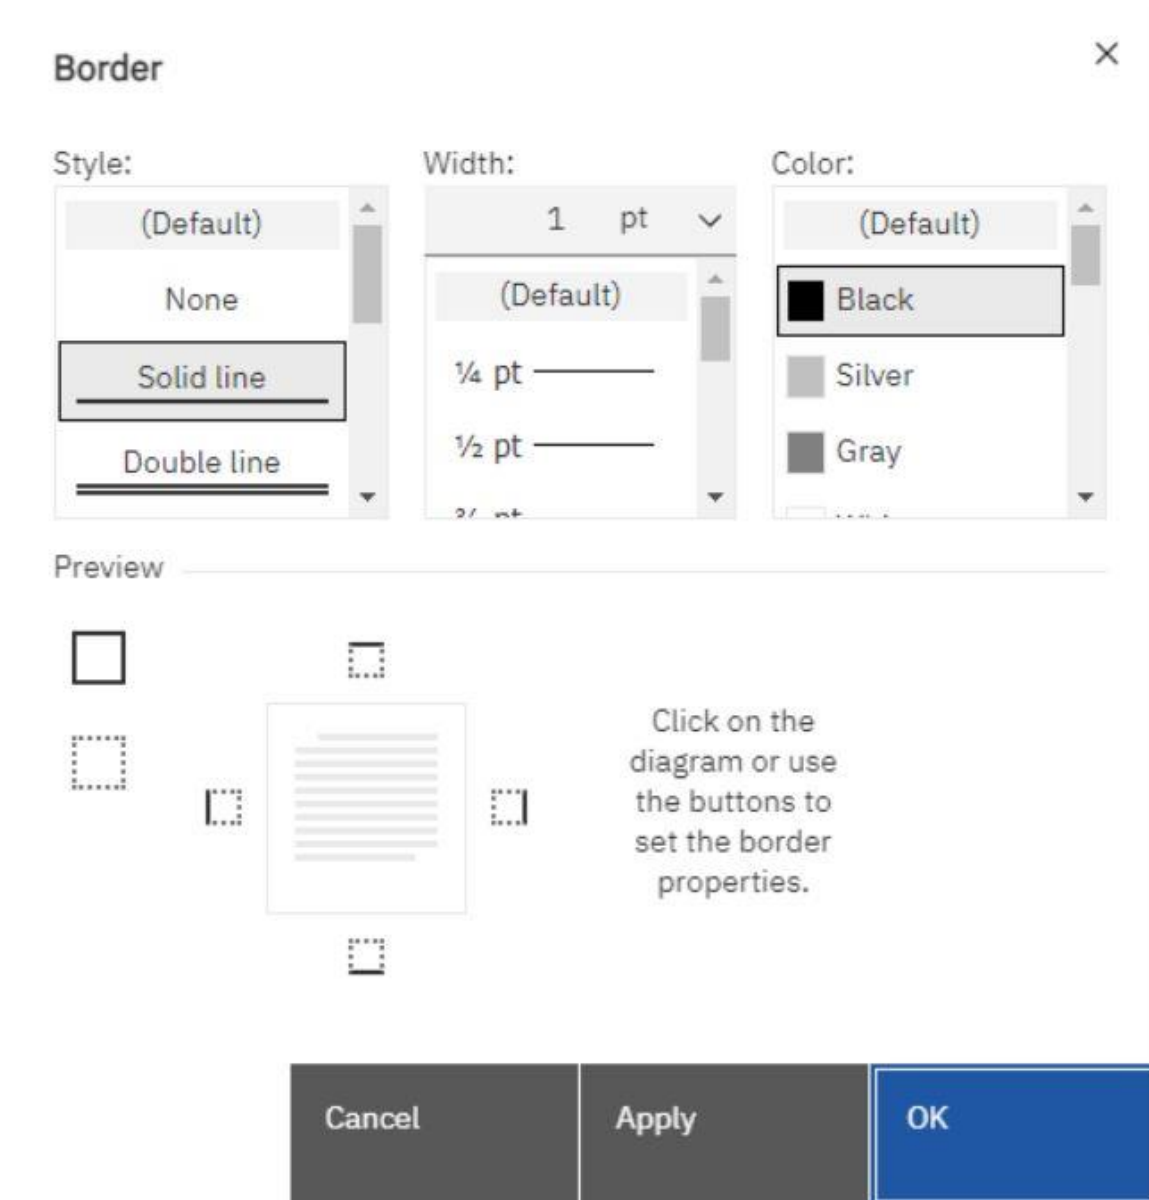 Border
Style:
Width:
Color:
(Default)
None
Solid line
Double line
1 pt
(Default)
¼ pt
½ pt
(Default)
Black
Silver
Gray
Preview
Click on the
diagram or use
the buttons to
set the border
properties.
Cancel
Apply
OK